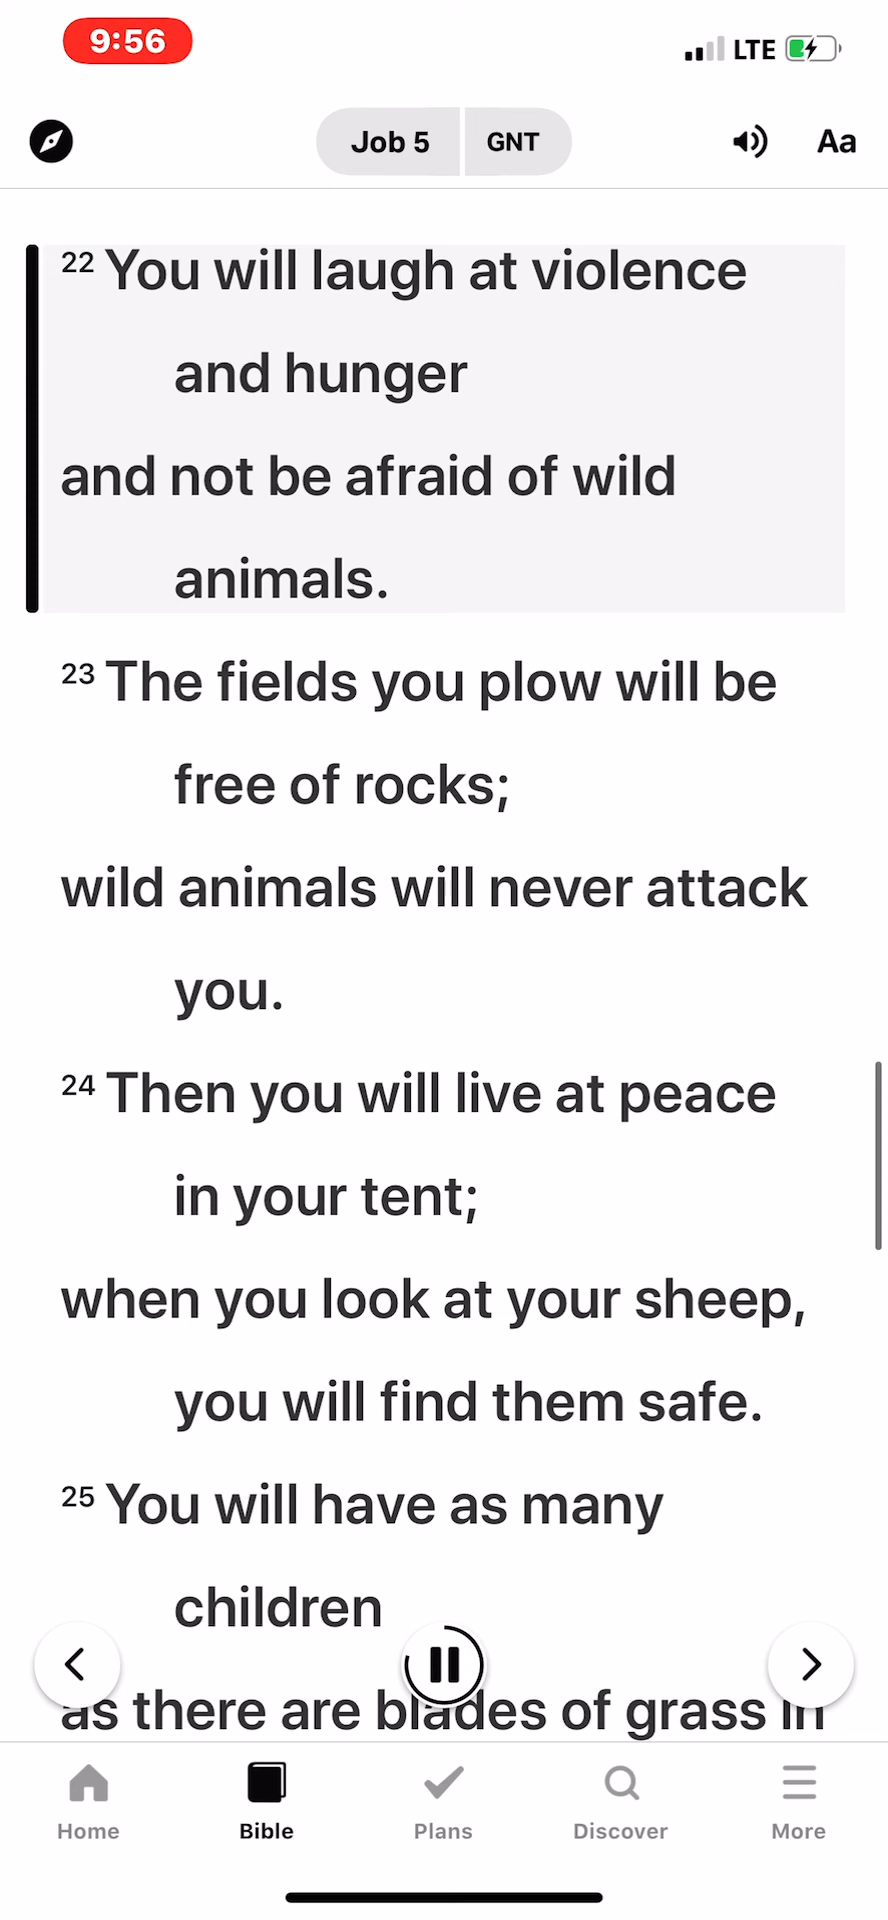 9:56
LTE
Job 5 GNT Aa
22 You will laugh at violence
and hunger
and not be afraid of wild
animals.
23 The fields you plow will be
free of rocks;
wild animals will never attack
you.
24 Then you will live at peace
in your tent;
when you look at your sheep,
you will find them safe.
25 You will have as many
children
as there are blades of grass in
Home Bible Plans Discover More